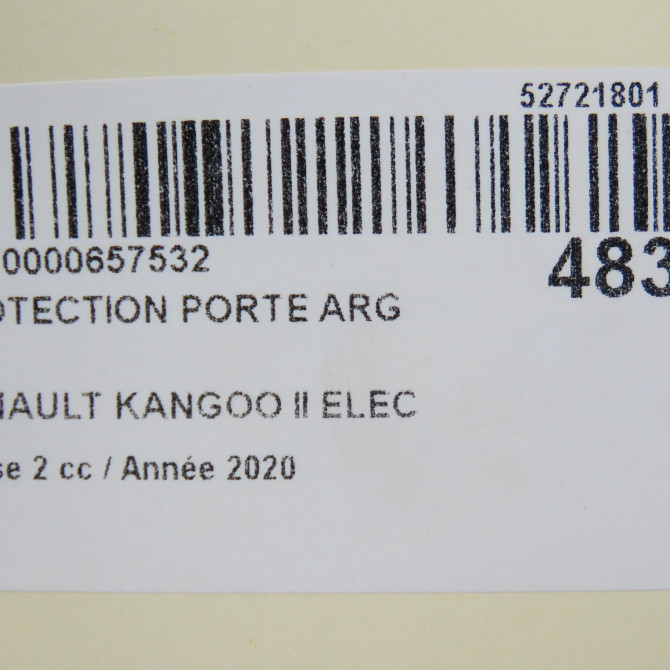 52721801
0000657532
483
OTECTION PORTE ARG
NAULT KANGOO II ELEC
se 2 cc / Année 2020